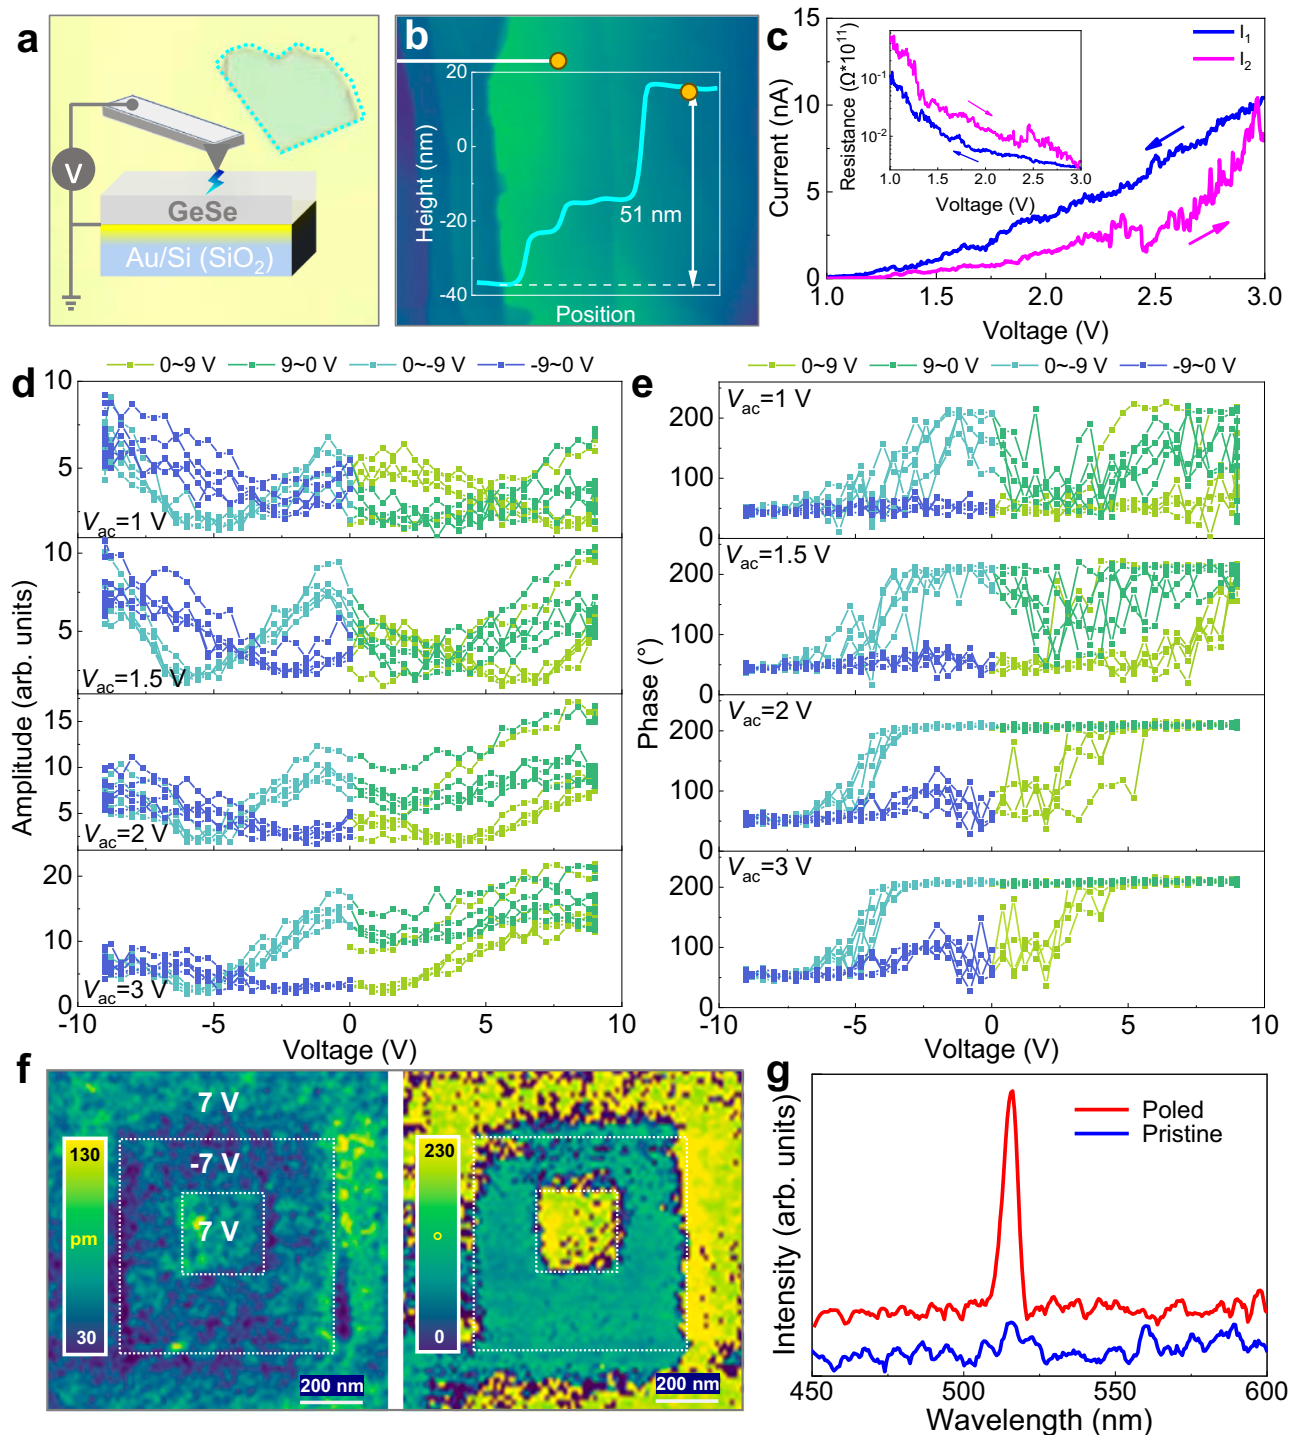 a
V
GeSe
Au/Si (SiO₂)
b
Height (nm)
20
0
-20
-40
51 nm
Position
c
Current (nA)
15
10
5
0
1.0 1.5 2.0 2.5 3.0
Voltage (V)
I₁
I₂
Resistance (Ω*10¹¹)
10⁻¹
10⁻²
1.0 1.5 2.0 2.5 3.0
Voltage (V)
d
0~9 V 9~0 V 0~-9 V -9~0 V
Amplitude (arb. units)
10
5
Vac=1 V
10
5
Vac=1.5 V
15
10
5
Vac=2 V
20
10
0
Vac=3 V
-10 -5 0 5 10
Voltage (V)
e
0~9 V 9~0 V 0~-9 V -9~0 V
Phase (°)
Vac=1 V
200
100
0
Vac=1.5 V
200
100
0
Vac=2 V
200
100
0
Vac=3 V
200
100
0
-10 -5 0 5 10
Voltage (V)
f
7 V
-7 V
7 V
130
pm
30
200 nm
230
°
0
200 nm
g
Intensity (arb. units)
Poled
Pristine
450 500 550 600
Wavelength (nm)